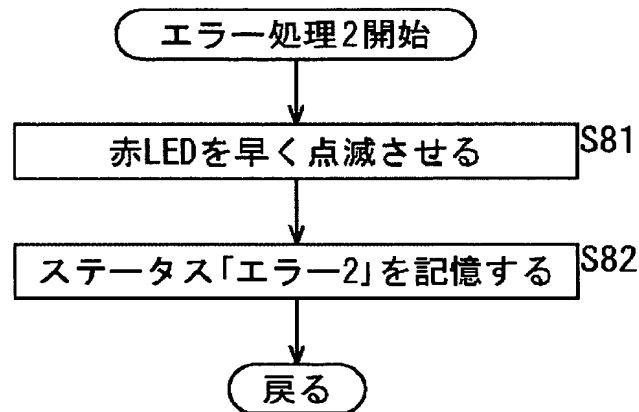 エラー処理2開始
赤LEDを早く点滅させる
S81
ステータス「エラー2」を記憶する
S82
戻る